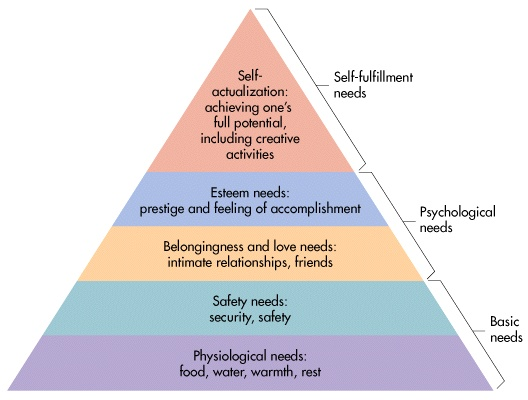 Self-
actualization:
achieving one's
full potential,
including creative
activities
Self-fulfillment
needs
Esteem needs:
prestige and feeling of accomplishment
Psychological
needs
Belongingness and love needs:
intimate relationships, friends
Safety needs:
security, safety
Basic
needs
Physiological needs:
food, water, warmth, rest